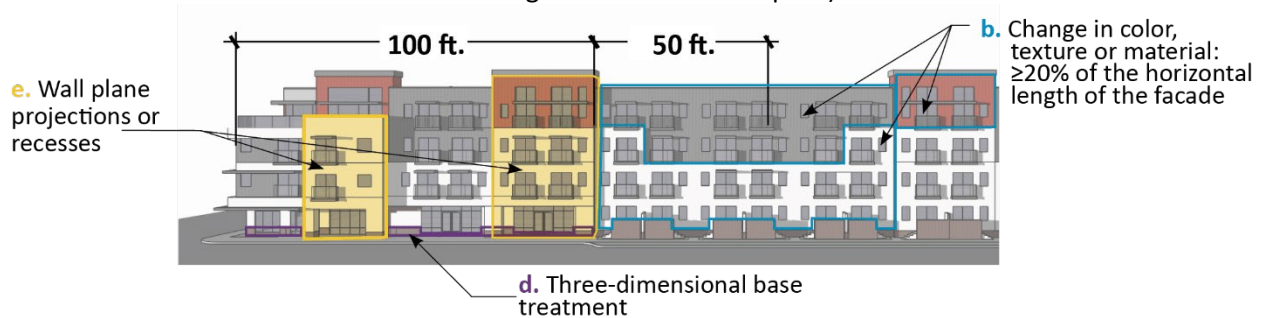 100 ft.
50 ft.
b. Change in color,
texture or material:
≥20% of the horizontal
length of the facade
e. Wall plane
projections or
recesses
d. Three-dimensional base
treatment